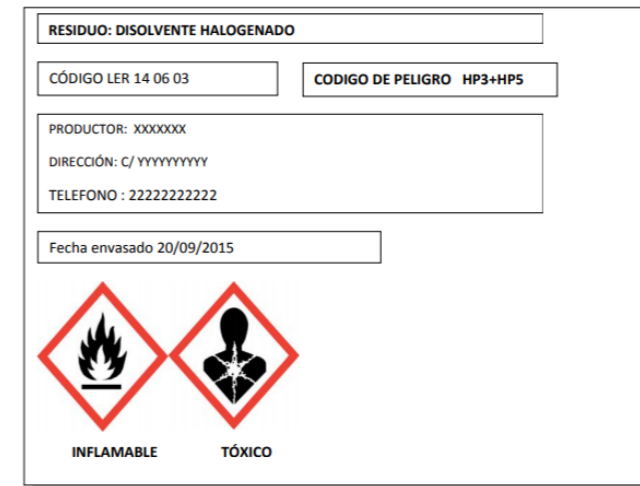 RESIDUO: DISOLVENTE HALOGENADO
CÓDIGO LER 14 06 03
CODIGO DE PELIGRO HP3+HP5
PRODUCTOR: XXXXXXX
DIRECCIÓN: C/ YYYYYYYYYY
TELEFONO : 22222222222
Fecha envasado 20/09/2015
INFLAMABLE
TÓXICO